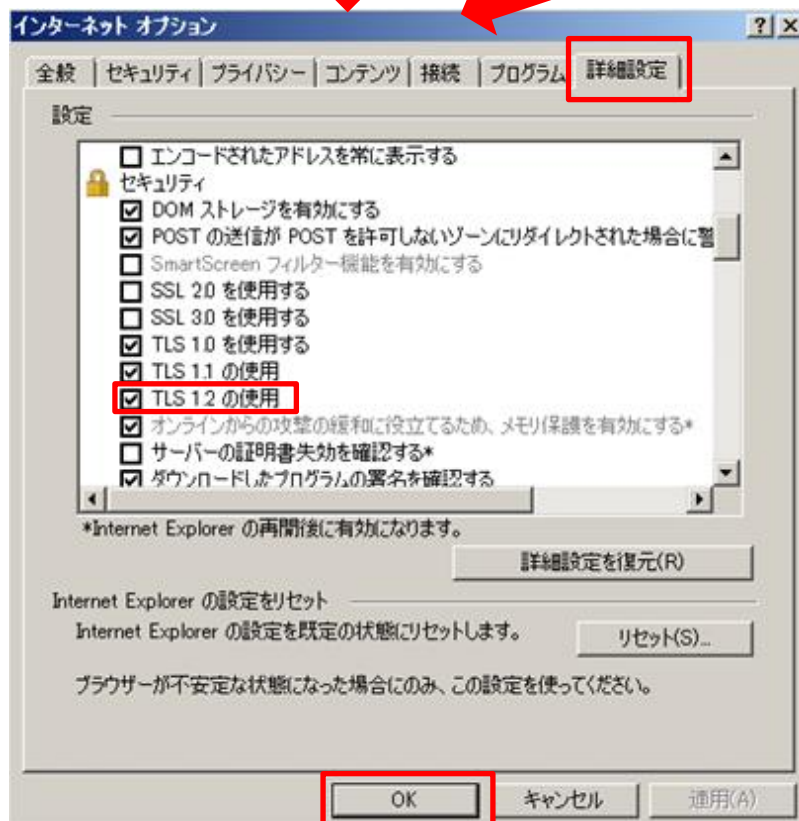 インターネット オプション
全般 セキュリティ プライバシー コンテンツ 接続 プログラム 詳細設定
設定
エンコードされたアドレスを常に表示する
セキュリティ
DOM ストレージを有効にする
POST の送信が POST を許可しないゾーンにリダイレクトされた場合に警
SmartScreen フィルター機能を有効にする
SSL 2.0 を使用する
SSL 3.0 を使用する
TLS 1.0 を使用する
TLS 1.1 の使用
TLS 1.2 の使用
オンラインからの攻撃の緩和に役立てるため、メモリ保護を有効にする*
サーバーの証明書失効を確認する*
ダウンロードしたプログラムの署名を確認する
*Internet Explorer の再開後に有効になります。
詳細設定を復元(R)
Internet Explorer の設定をリセット
Internet Explorer の設定を既定の状態にリセットします。
リセット(S)...
ブラウザーが不安定な状態になった場合にのみ、この設定を使ってください。
OK キャンセル 適用(A)